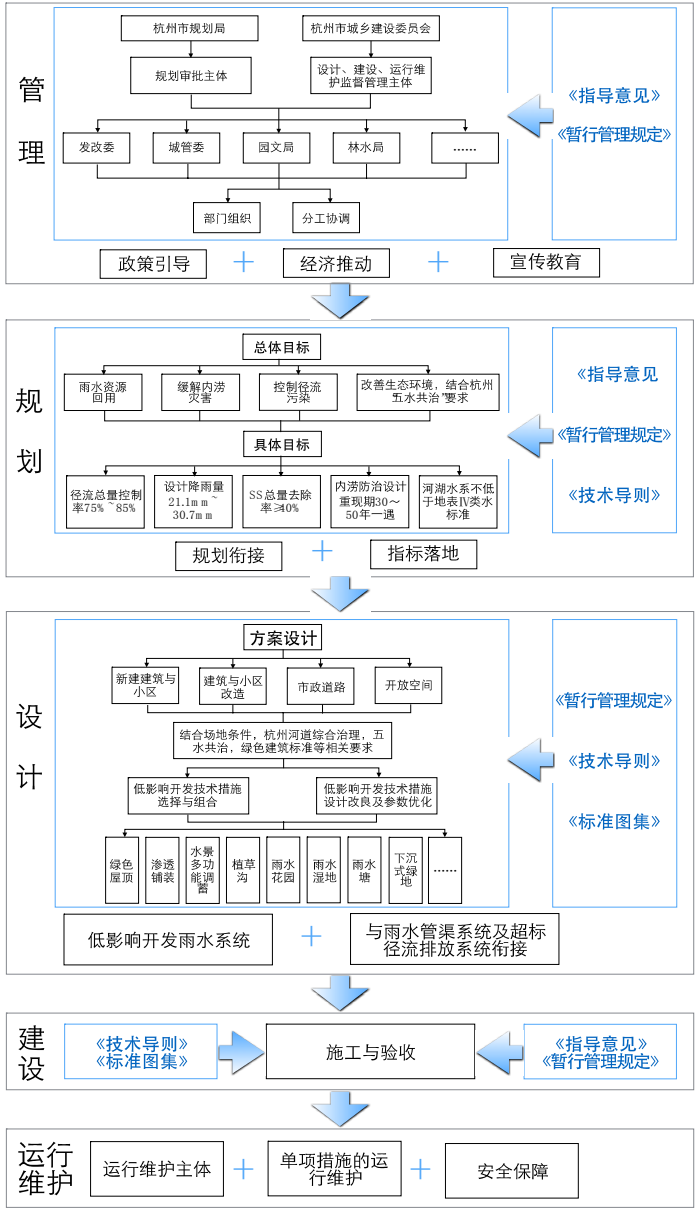 管
理
杭州市规划局
杭州市城乡建设委员会
规划审批主体
设计、建设、运行维
护监督管理主体
发改委
城管委
园文局
林水局
......
部门组织
分工协调
《指导意见》
《暂行管理规定》
政策引导
+
经济推动
+
宣传教育
规
划
总体目标
雨水资源
回用
缓解内涝
灾害
控制径流
污染
改善生态环境，结合杭州
“五水共治”要求
具体目标
径流总量控制
率75%~85%
设计降雨量
21.1mm~
30.7mm
SS总量去除
率≥40%
内涝防治设计
重现期30～
50年一遇
河湖水系不低
于地表Ⅳ类水
标准
《指导意见
《暂行管理规定》
《技术导则》
规划衔接
+
指标落地
设
计
方案设计
新建建筑与
小区
建筑与小区
改造
市政道路
开放空间
结合场地条件，杭州河道综合治理，五
水共治，绿色建筑标准等相关要求
低影响开发技术措施
选择与组合
低影响开发技术措施
设计改良及参数优化
绿色
屋顶
渗透
铺装
水景
多功
能调
蓄
植草
沟
雨水
花园
雨水
湿地
雨水
塘
下沉
式绿
地
......
《暂行管理规定》
《技术导则》
《标准图集》
低影响开发雨水系统
+
与雨水管渠系统及超标
径流排放系统衔接
建
设
《技术导则》
《标准图集》
施工与验收
《指导意见》
《暂行管理规定》
运行
维护
运行维护主体
+
单项措施的运
行维护
+
安全保障